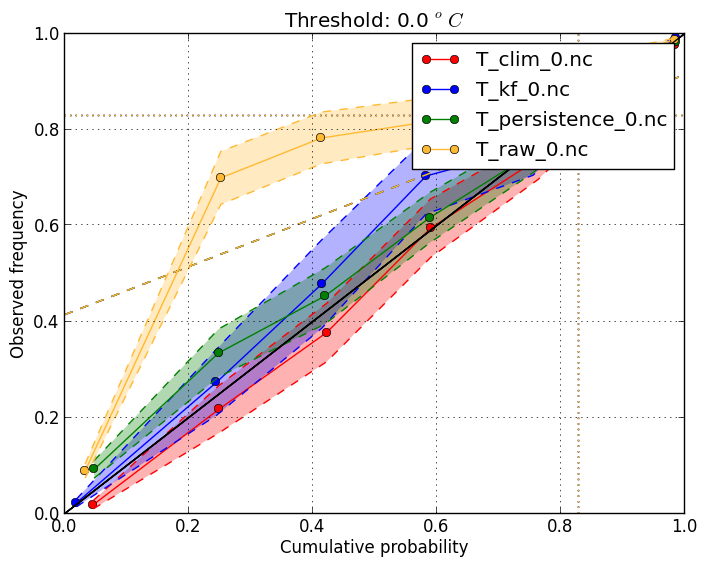 Threshold: 0.0 ° C
1.0
0.8
0.6
0.4
0.2
0.0
Observed frequency
T_clim_0.nc
T_kf_0.nc
T_persistence_0.nc
T_raw_0.nc
0.0 0.2 0.4 0.6 0.8 1.0
Cumulative probability